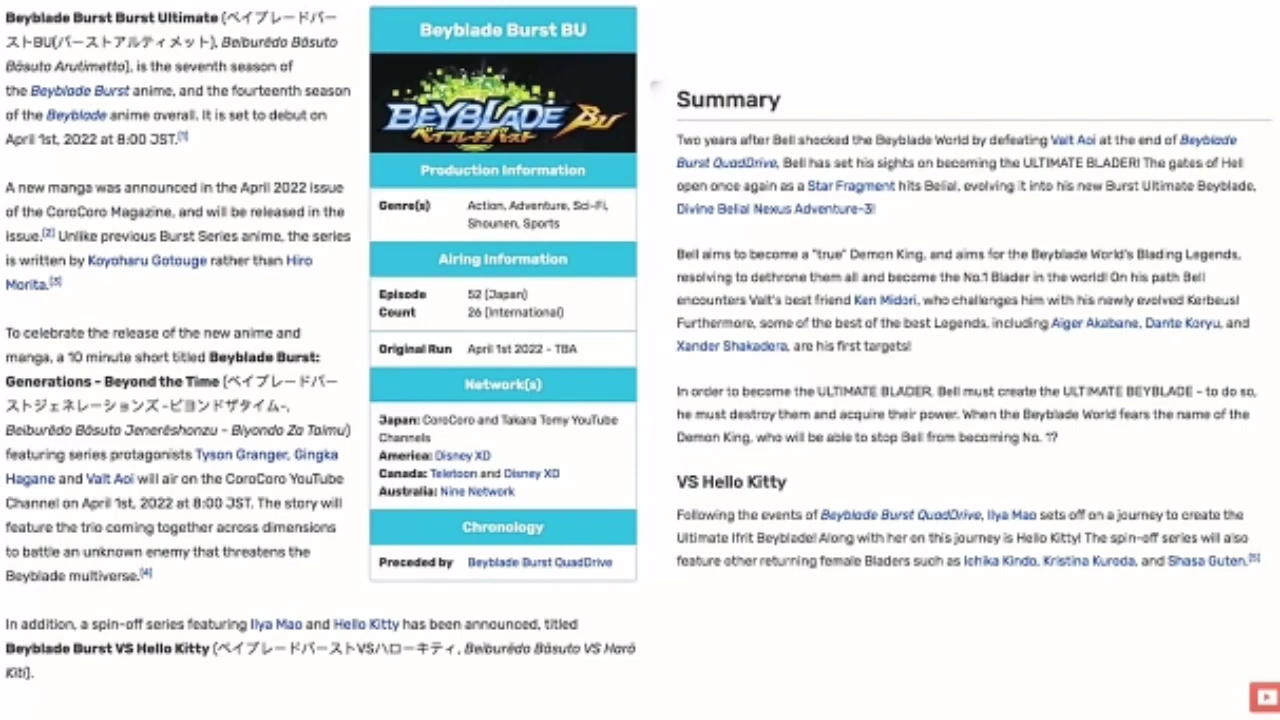 Beyblade Burst Burst Ultimate (ベイブレードバー
ストBU(バーストアルティメット), Beiburēdo Bāsuto
Bāsuto Arutimetto), is the seventh season of
the Beyblade Burst anime, and the fourteenth season
of the Beyblade anime overall. It is set to debut on
April 1st, 2022 at 8:00 JST.[1]
A new manga was announced in the April 2022 issue
of the CoroCoro Magazine, and will be released in the
issue.[2] Unlike previous Burst Series anime, the series
is written by Koyoharu Gotouge rather than Hiro
Morita.[3]
To celebrate the release of the new anime and
manga, a 10 minute short titled Beyblade Burst:
Generations - Beyond the Time (ベイブレードバー
ストジェネレーションズ -ビヨンドザタイム-,
Beiburēdo Bāsuto Jenerēshonzu - Biyondo Za Taimu)
featuring series protagonists Tyson Granger, Gingka
Hagane and Valt Aoi will air on the CoroCoro YouTube
Channel on April 1st, 2022 at 8:00 JST. The story will
feature the trio coming together across dimensions
to battle an unknown enemy that threatens the
Beyblade multiverse.[4]
In addition, a spin-off series featuring Ilya Mao and Hello Kitty has been announced, titled
Beyblade Burst VS Hello Kitty (ベイブレードバーストVSハローキティ, Beiburēdo Bāsuto VS Harō
Kiti).
Beyblade Burst BU
BEYBLADE BU
ベイブレードバースト
Production Information
Genre(s) Action, Adventure, Sci-Fi,
Shounen, Sports
Airing Information
Episode 52 (Japan)
Count 26 (International)
Original Run April 1st 2022 - TBA
Network(s)
Japan: CoroCoro and Takara Tomy YouTube
Channels
America: Disney XD
Canada: Teletoon and Disney XD
Australia: Nine Network
Chronology
Preceded by Beyblade Burst QuadDrive
Summary
Two years after Bell shocked the Beyblade World by defeating Valt Aoi at the end of Beyblade
Burst QuadDrive, Bell has set his sights on becoming the ULTIMATE BLADER! The gates of Hell
open once again as a Star Fragment hits Belial, evolving it into his new Burst Ultimate Beyblade,
Divine Belial Nexus Adventure-3!
Bell aims to become a "true" Demon King, and aims for the Beyblade World's Blading Legends,
resolving to dethrone them all and become the No.1 Blader in the world! On his path Bell
encounters Valt's best friend Ken Midori, who challenges him with his newly evolved Kerbeus!
Furthermore, some of the best of the best Legends, including Aiger Akabane, Dante Koryu, and
Xander Shakadera, are his first targets!
In order to become the ULTIMATE BLADER, Bell must create the ULTIMATE BEYBLADE - to do so,
he must destroy them and acquire their power. When the Beyblade World fears the name of the
Demon King, who will be able to stop Bell from becoming No. 1?
VS Hello Kitty
Following the events of Beyblade Burst QuadDrive, Ilya Mao sets off on a journey to create the
Ultimate Ifrit Beyblade! Along with her on this journey is Hello Kitty! The spin-off series will also
feature other returning female Bladers such as Ichika Kindo, Kristina Kuroda, and Shasa Guten.[5]